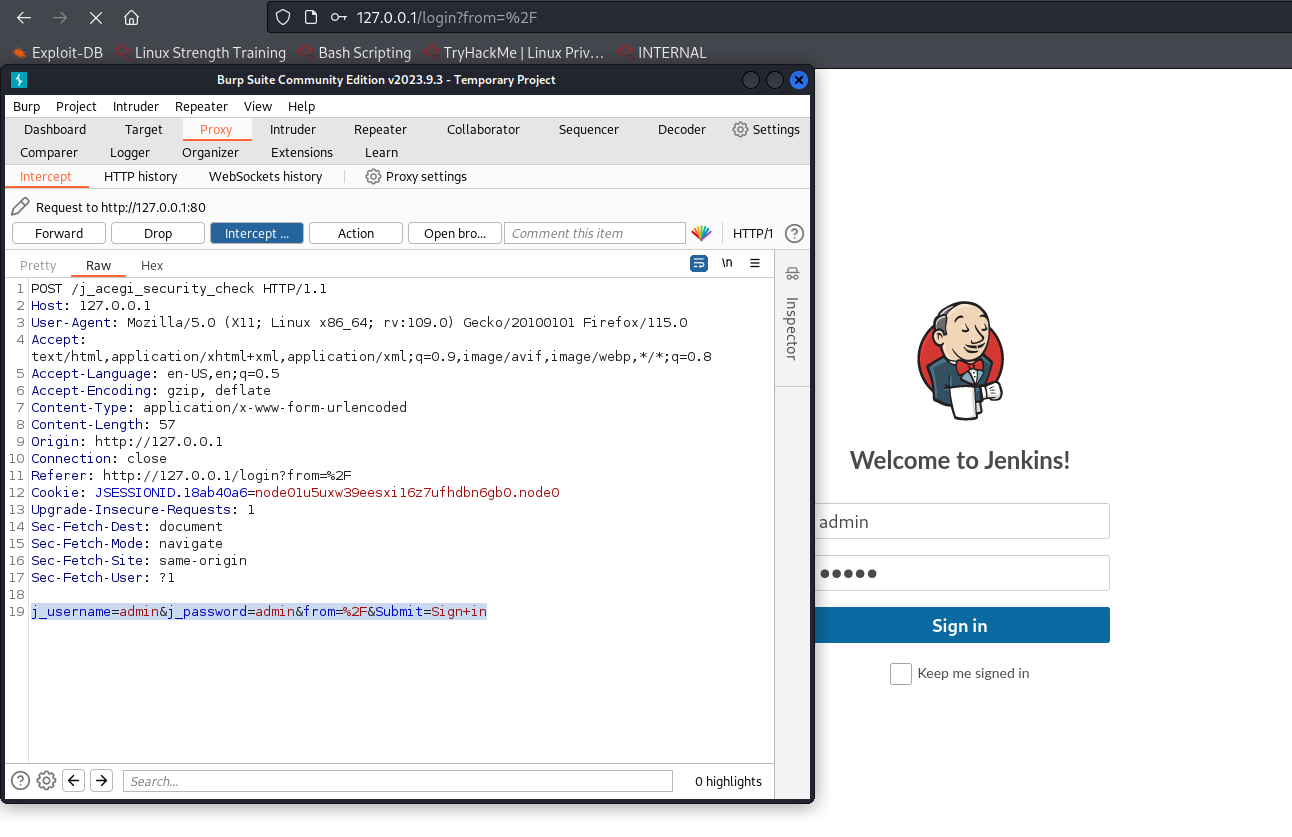 127.0.0.1/login?from=%2F
Exploit-DB Linux Strength Training Bash Scripting TryHackMe | Linux Priv… INTERNAL
Burp Suite Community Edition v2023.9.3 - Temporary Project
Burp Project Intruder Repeater View Help
Dashboard Target Proxy Intruder Repeater Collaborator Sequencer Decoder Settings
Comparer Logger Organizer Extensions Learn
Intercept HTTP history WebSockets history Proxy settings
Request to http://127.0.0.1:80
Forward Drop Intercept ... Action Open bro... Comment this item HTTP/1 ?
Pretty Raw Hex \n
Inspector
1 POST /j_acegi_security_check HTTP/1.1
2 Host: 127.0.0.1
3 User-Agent: Mozilla/5.0 (X11; Linux x86_64; rv:109.0) Gecko/20100101 Firefox/115.0
4 Accept:
text/html,application/xhtml+xml,application/xml;q=0.9,image/avif,image/webp,*/*;q=0.8
5 Accept-Language: en-US,en;q=0.5
6 Accept-Encoding: gzip, deflate
7 Content-Type: application/x-www-form-urlencoded
8 Content-Length: 57
9 Origin: http://127.0.0.1
10 Connection: close
11 Referer: http://127.0.0.1/login?from=%2F
12 Cookie: JSESSIONID.18ab40a6=node01u5uxw39eesxi16z7ufhdbn6gb0.node0
13 Upgrade-Insecure-Requests: 1
14 Sec-Fetch-Dest: document
15 Sec-Fetch-Mode: navigate
16 Sec-Fetch-Site: same-origin
17 Sec-Fetch-User: ?1
18
19 j_username=admin&j_password=admin&from=%2F&Submit=Sign+in
? Search... 0 highlights
Welcome to Jenkins!
admin
●●●●●
Sign in
Keep me signed in